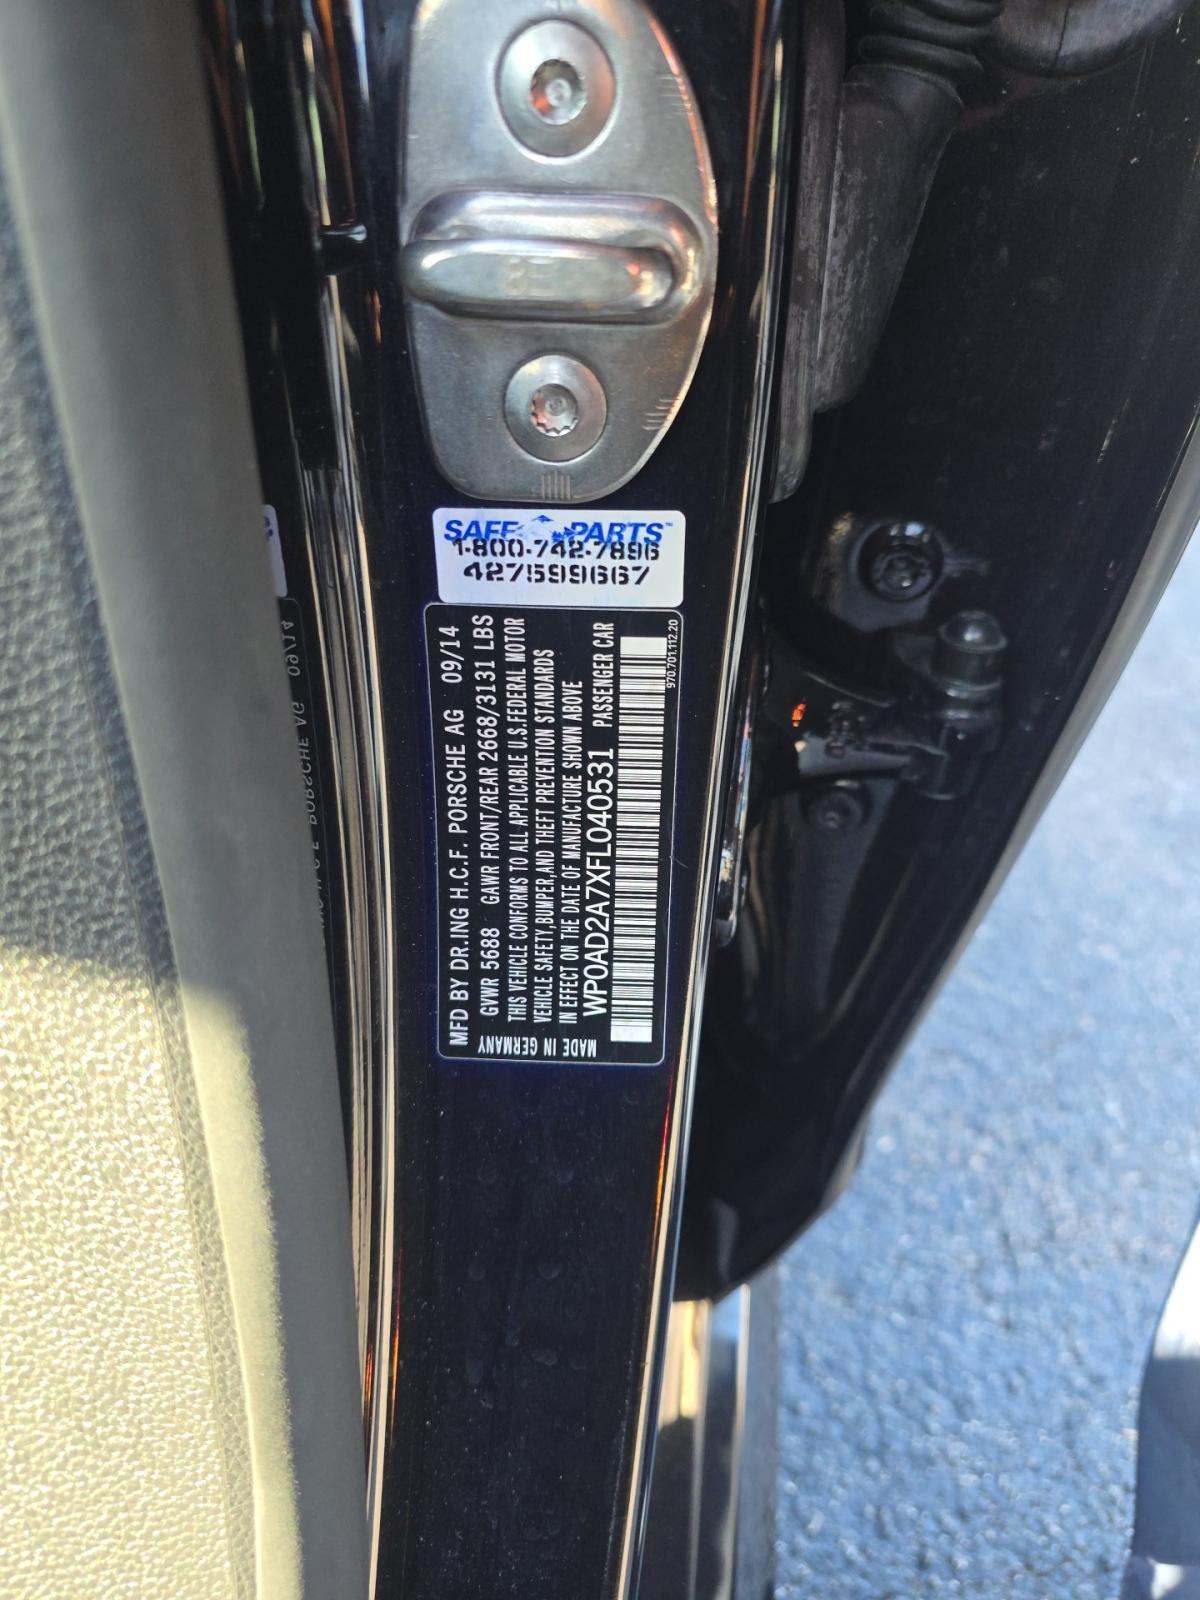 SAFE PARTS™
1-800-742-7896
427599667
MFD BY DR.ING H.C.F. PORSCHE AG 09/14
GVWR 5688 GAWR FRONT/REAR 2668/3131 LBS
THIS VEHICLE CONFORMS TO ALL APPLICABLE U.S.FEDERAL MOTOR
VEHICLE SAFETY,BUMPER,AND THEFT PREVENTION STANDARDS
IN EFFECT ON THE DATE OF MANUFACTURE SHOWN ABOVE
WP0AD2A7XFL040531 PASSENGER CAR
MADE IN GERMANY
970.701.112.20